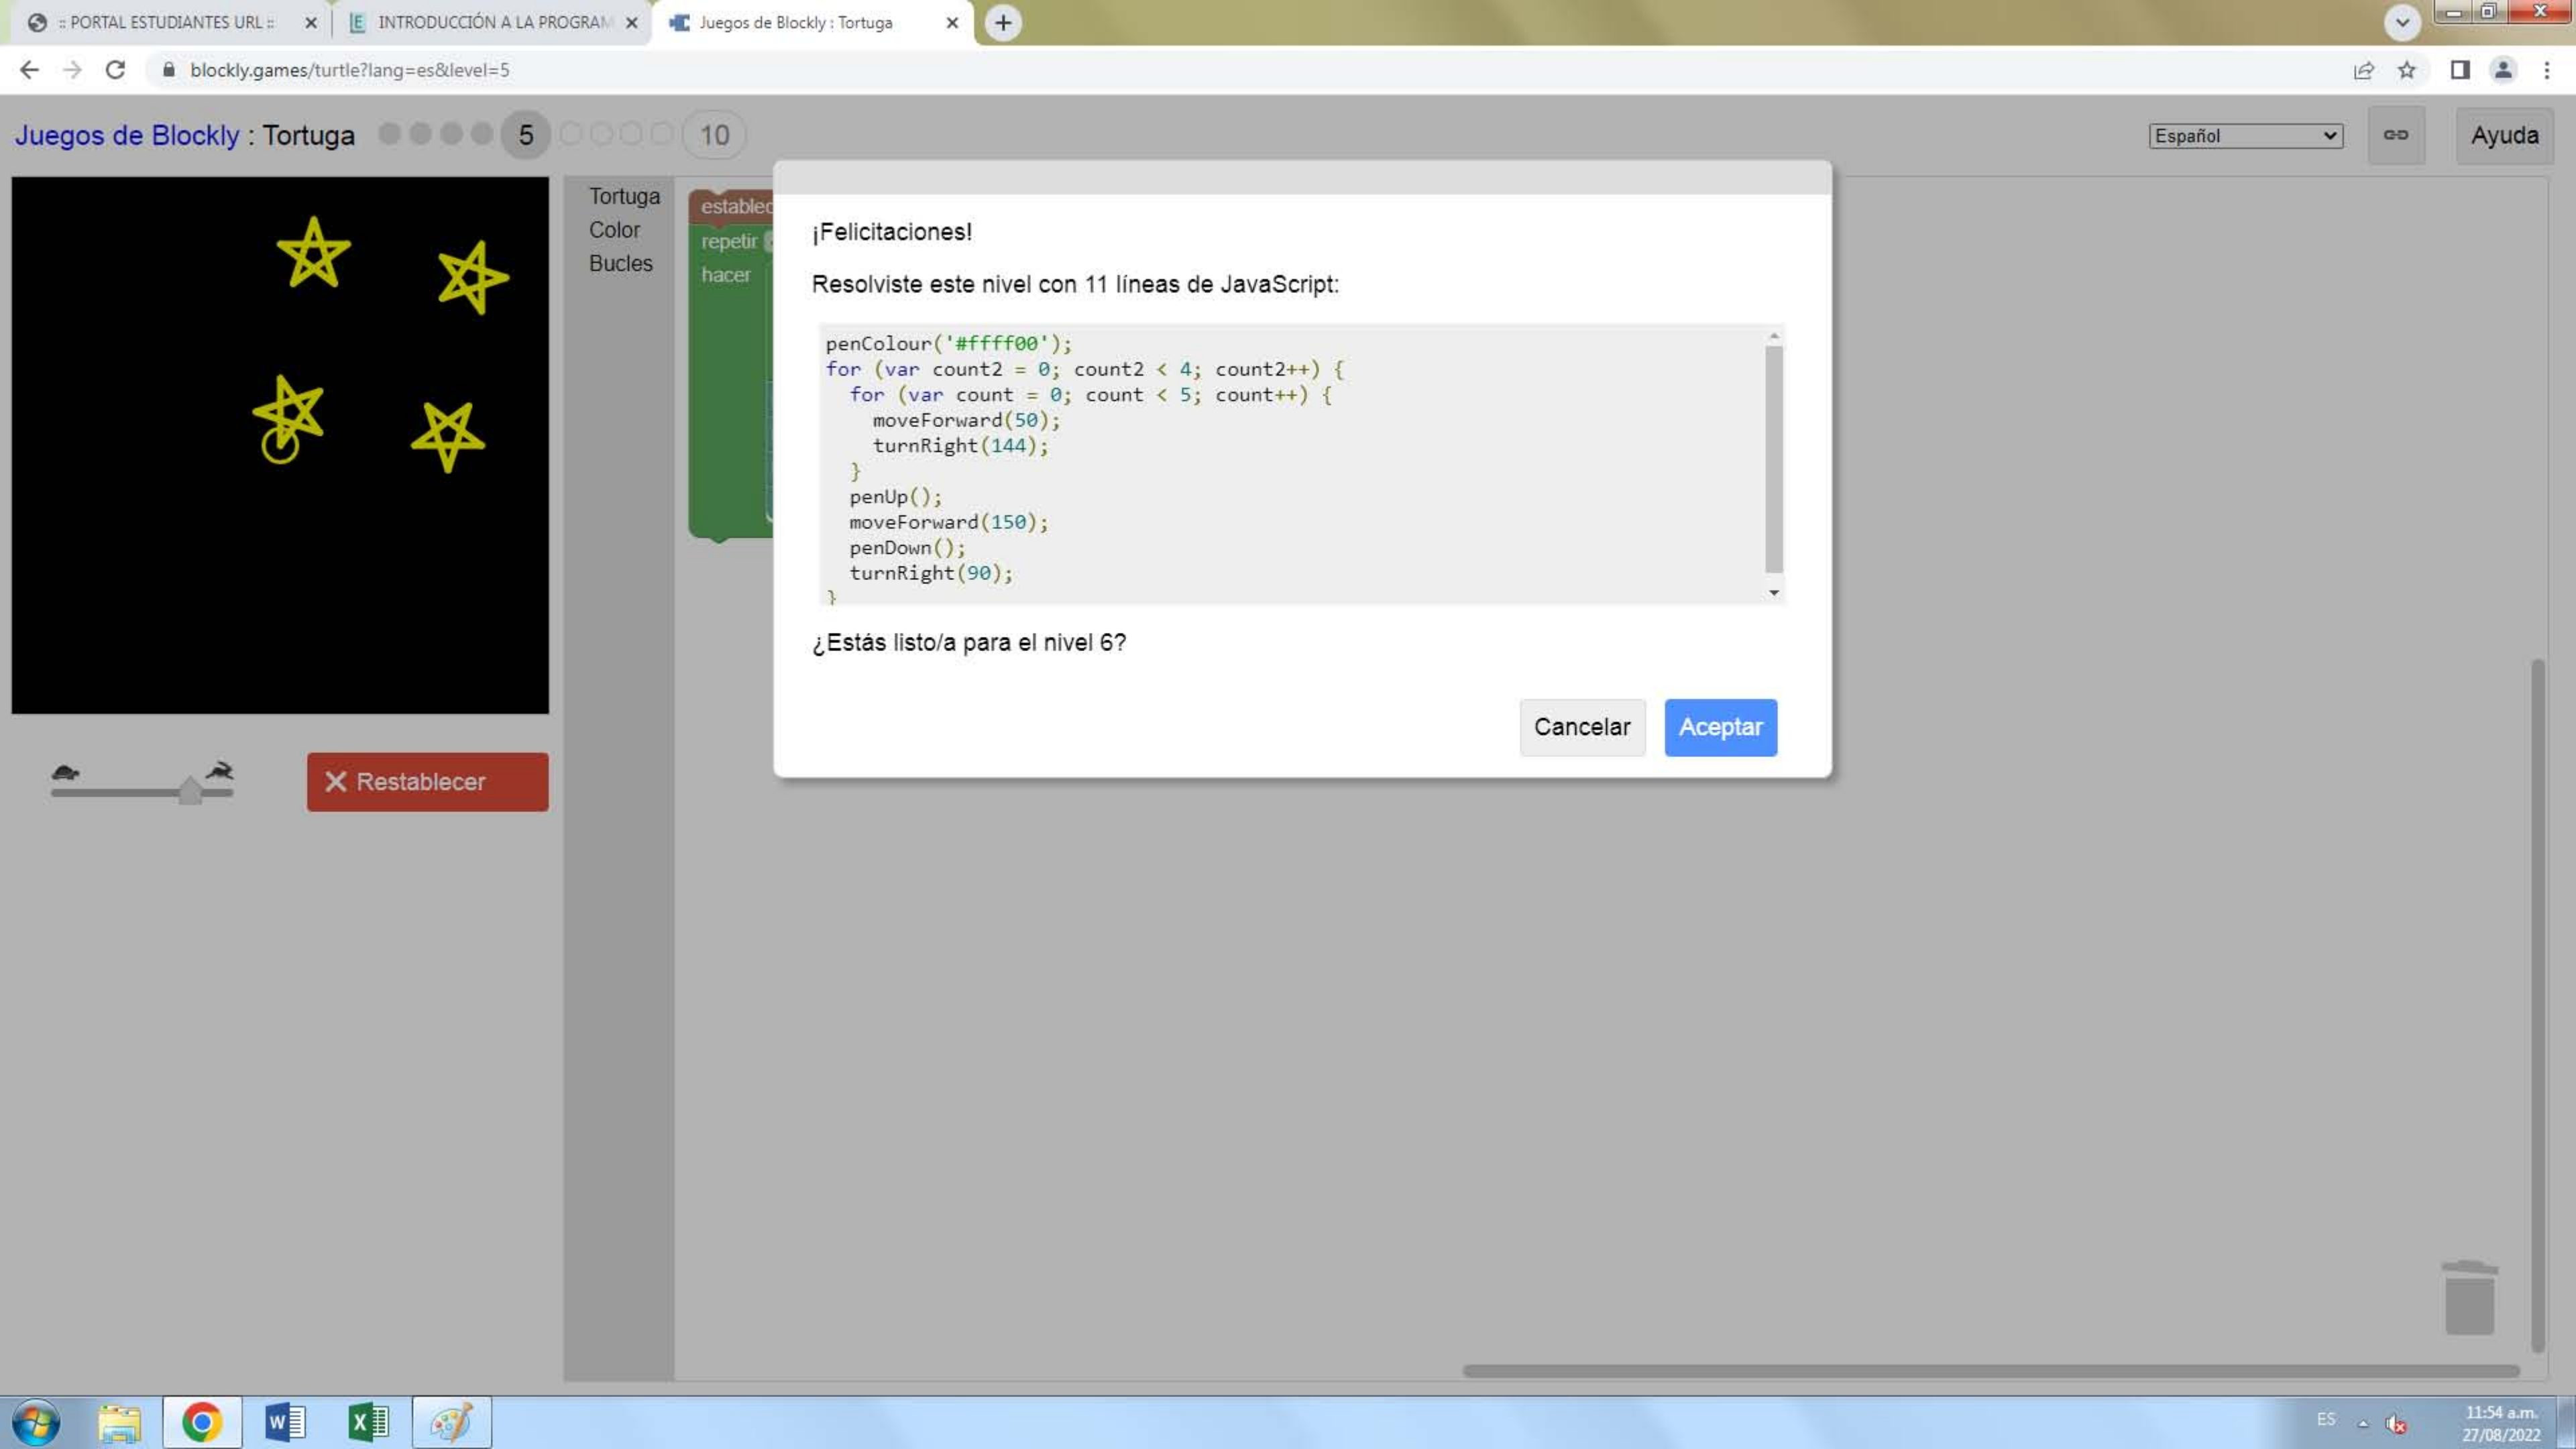 :: PORTAL ESTUDIANTES URL ::
INTRODUCCIÓN A LA PROGRAM
Juegos de Blockly : Tortuga
blockly.games/turtle?lang=es&level=5
Juegos de Blockly : Tortuga 5 10
Español
Ayuda
Tortuga
Color
Bucles
establec
repetir
hacer
¡Felicitaciones!
Resolviste este nivel con 11 líneas de JavaScript:
penColour('#ffff00');
for (var count2 = 0; count2 < 4; count2++) {
  for (var count = 0; count < 5; count++) {
    moveForward(50);
    turnRight(144);
  }
  penUp();
  moveForward(150);
  penDown();
  turnRight(90);
}
¿Estás listo/a para el nivel 6?
Cancelar
Aceptar
Restablecer
ES
11:54 a.m.
27/08/2022